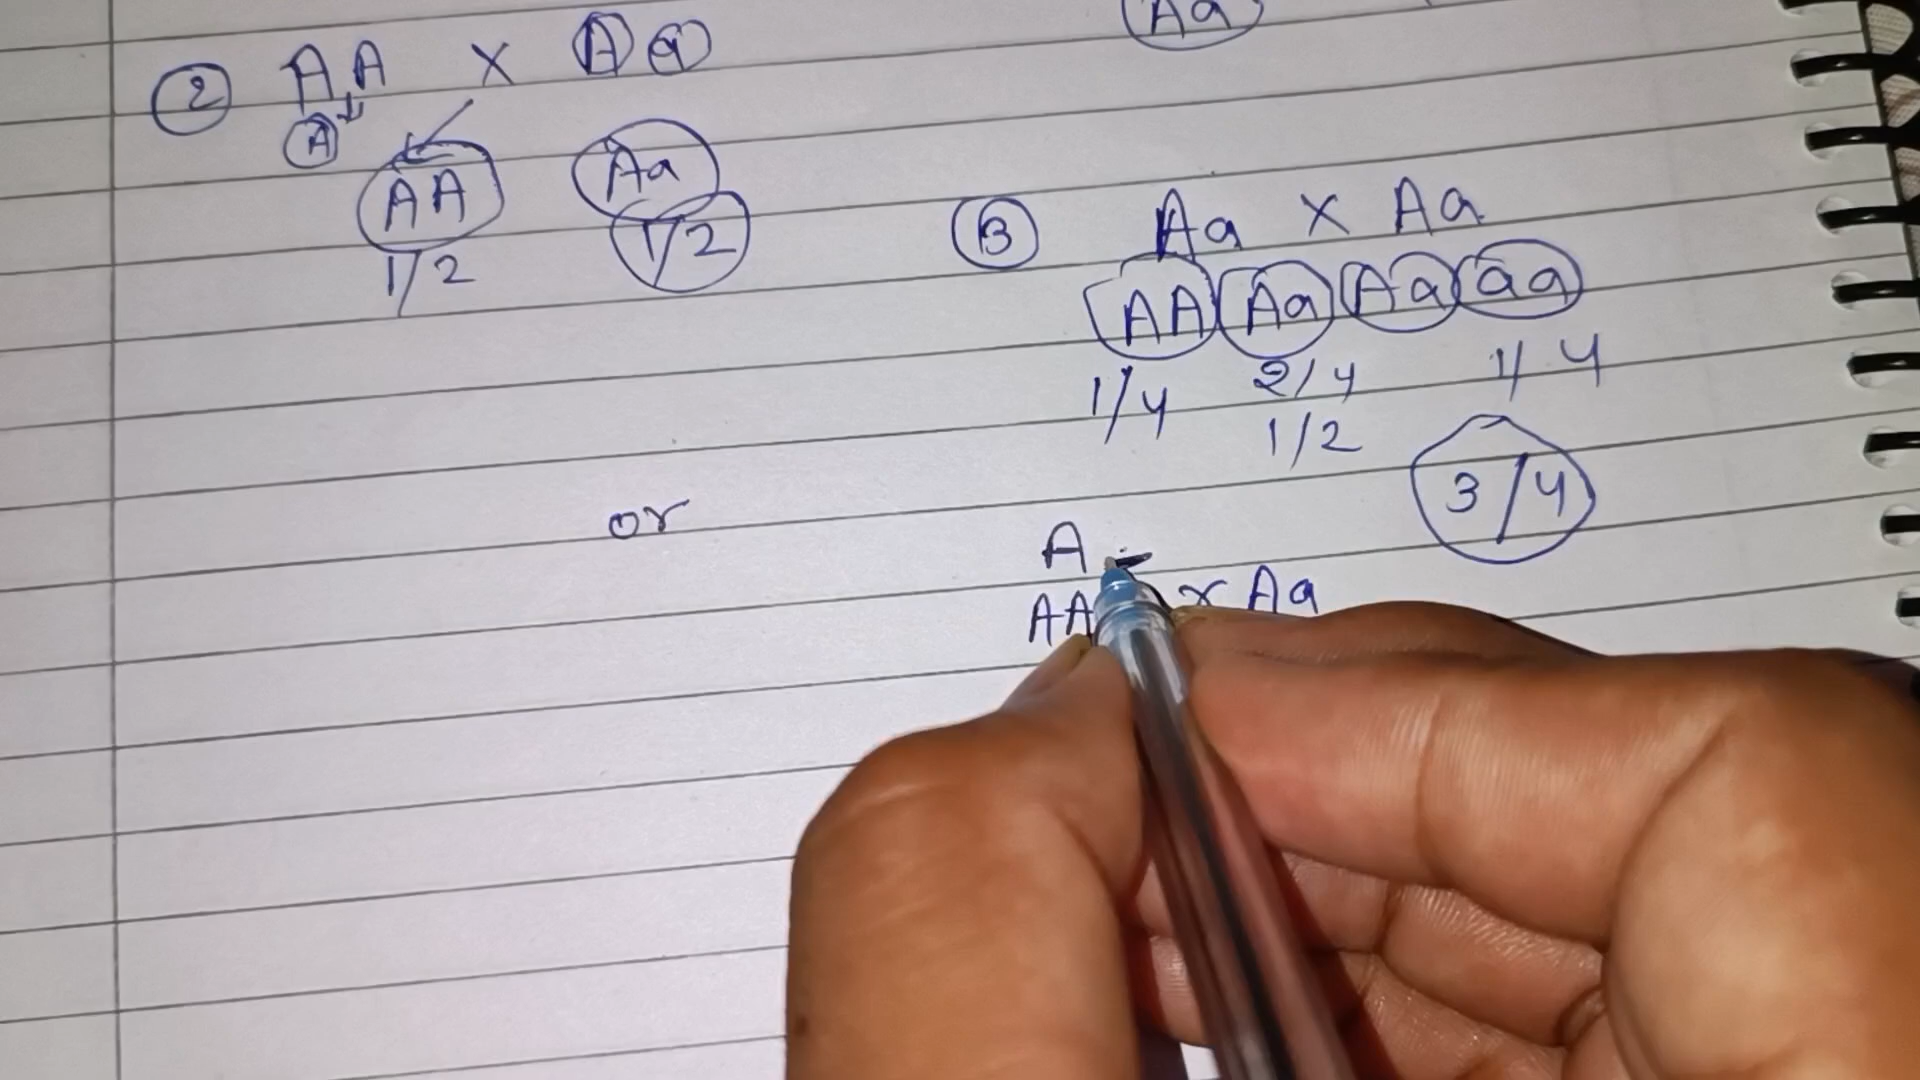 Aa
2 AA X Aa
A
AA Aa
1/2 1/2
3 Aa X Aa
AA Aa Aa aa
1/4 2/4 1/4
1/2
3/4
or
A -
AA x Aa